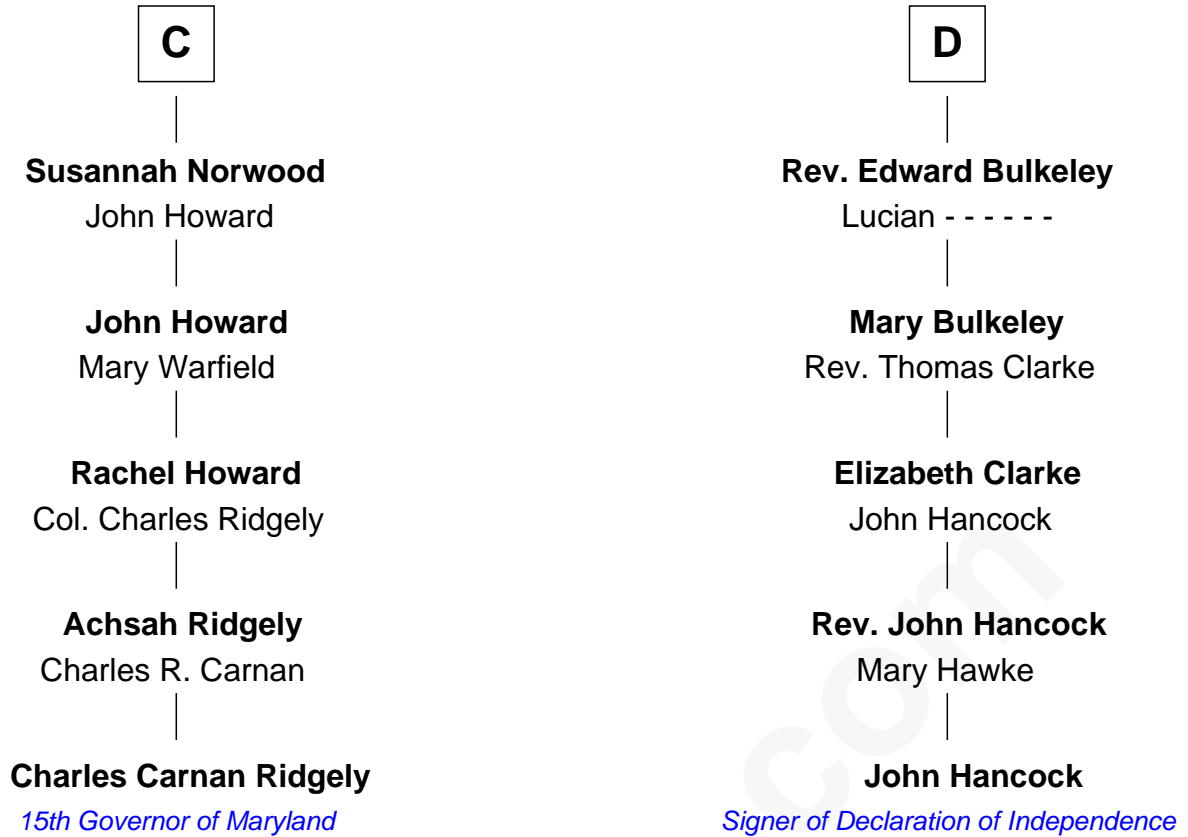 C
Susannah Norwood
John Howard
John Howard
Mary Warfield
Rachel Howard
Col. Charles Ridgely
Achsah Ridgely
Charles R. Carnan
Charles Carnan Ridgely
15th Governor of Maryland
D
Rev. Edward Bulkeley
Lucian - - - - - -
Mary Bulkeley
Rev. Thomas Clarke
Elizabeth Clarke
John Hancock
Rev. John Hancock
Mary Hawke
John Hancock
Signer of Declaration of Independence
com